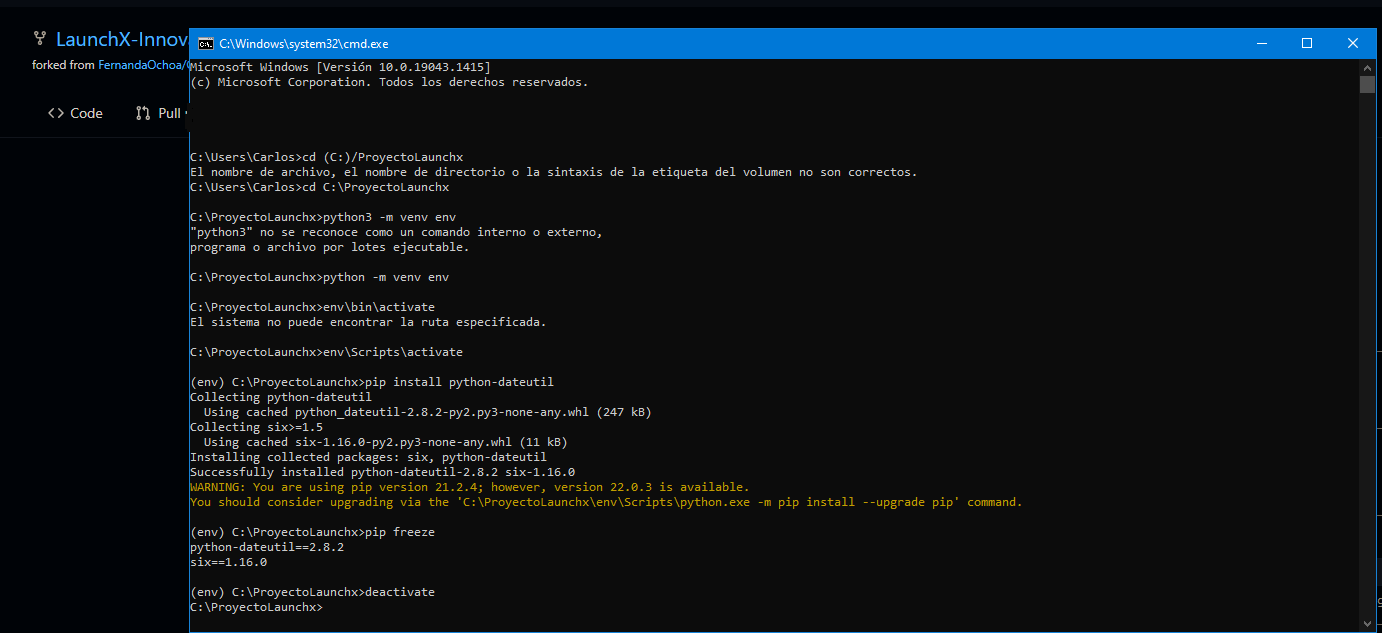 LaunchX-Innov
forked from FernandaOchoa/
Code
Pull
C:\Windows\system32\cmd.exe
Microsoft Windows [Versión 10.0.19043.1415]
(c) Microsoft Corporation. Todos los derechos reservados.
C:\Users\Carlos>cd (C:)/ProyectoLaunchx
El nombre de archivo, el nombre de directorio o la sintaxis de la etiqueta del volumen no son correctos.
C:\Users\Carlos>cd C:\ProyectoLaunchx
C:\ProyectoLaunchx>python3 -m venv env
"python3" no se reconoce como un comando interno o externo,
programa o archivo por lotes ejecutable.
C:\ProyectoLaunchx>python -m venv env
C:\ProyectoLaunchx>env\bin\activate
El sistema no puede encontrar la ruta especificada.
C:\ProyectoLaunchx>env\Scripts\activate
(env) C:\ProyectoLaunchx>pip install python-dateutil
Collecting python-dateutil
  Using cached python_dateutil-2.8.2-py2.py3-none-any.whl (247 kB)
Collecting six>=1.5
  Using cached six-1.16.0-py2.py3-none-any.whl (11 kB)
Installing collected packages: six, python-dateutil
Successfully installed python-dateutil-2.8.2 six-1.16.0
WARNING: You are using pip version 21.2.4; however, version 22.0.3 is available.
You should consider upgrading via the 'C:\ProyectoLaunchx\env\Scripts\python.exe -m pip install --upgrade pip' command.
(env) C:\ProyectoLaunchx>pip freeze
python-dateutil==2.8.2
six==1.16.0
(env) C:\ProyectoLaunchx>deactivate
C:\ProyectoLaunchx>